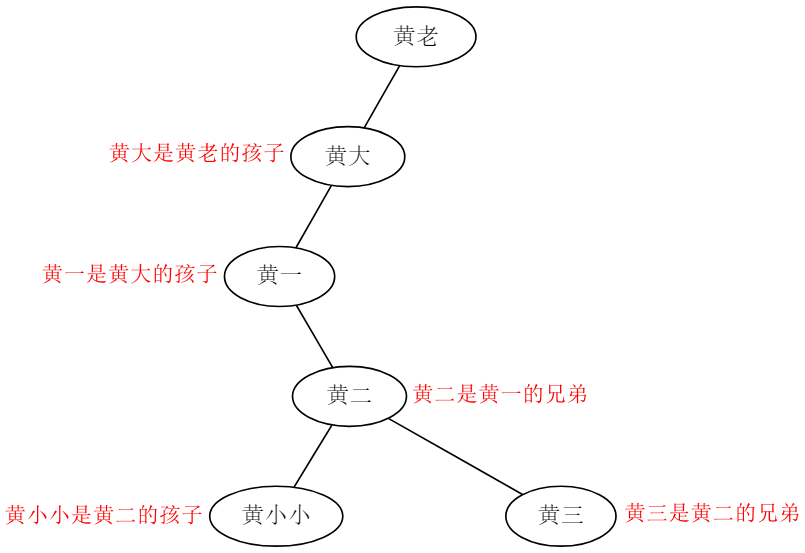 黄老
黄大是黄老的孩子 黄大
黄一是黄大的孩子 黄一
黄二 黄二是黄一的兄弟
黄小小是黄二的孩子 黄小小 黄三 黄三是黄二的兄弟